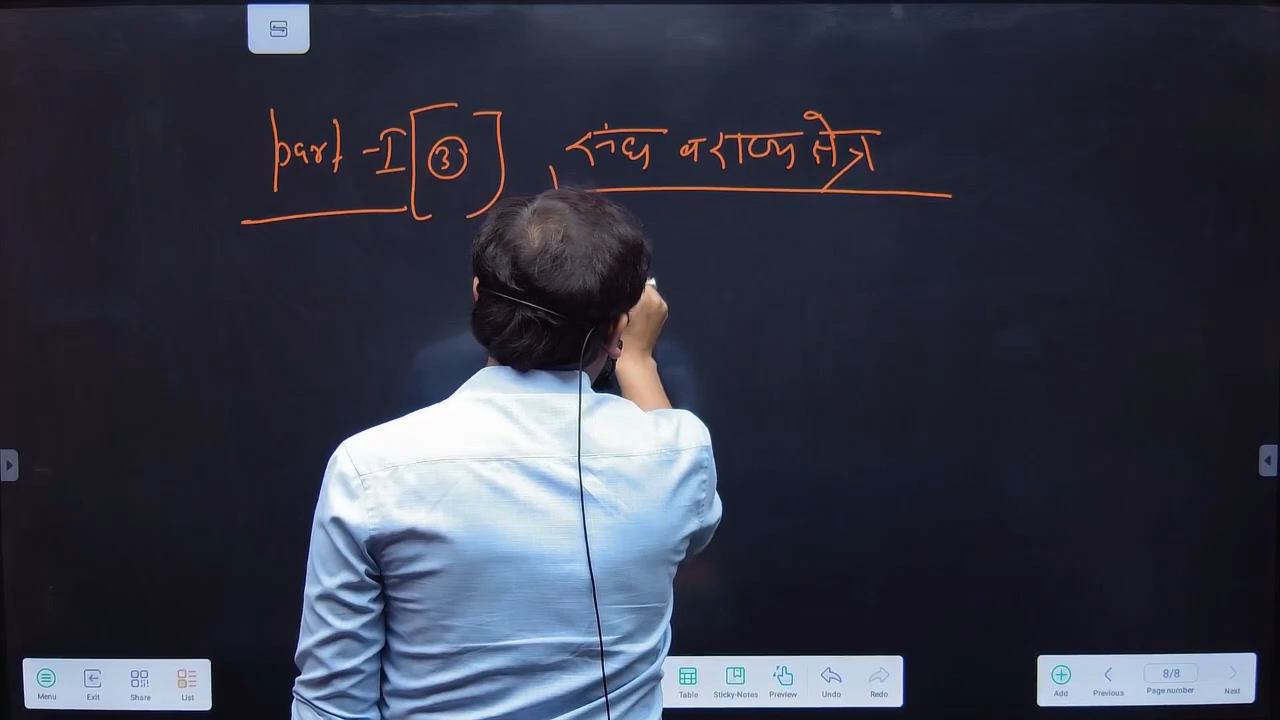 part - I [③] संघ व राज्य क्षेत्र
Menu Exit Share List Table Sticky-Notes Preview Undo Redo Add Previous 8/8 Page number Next